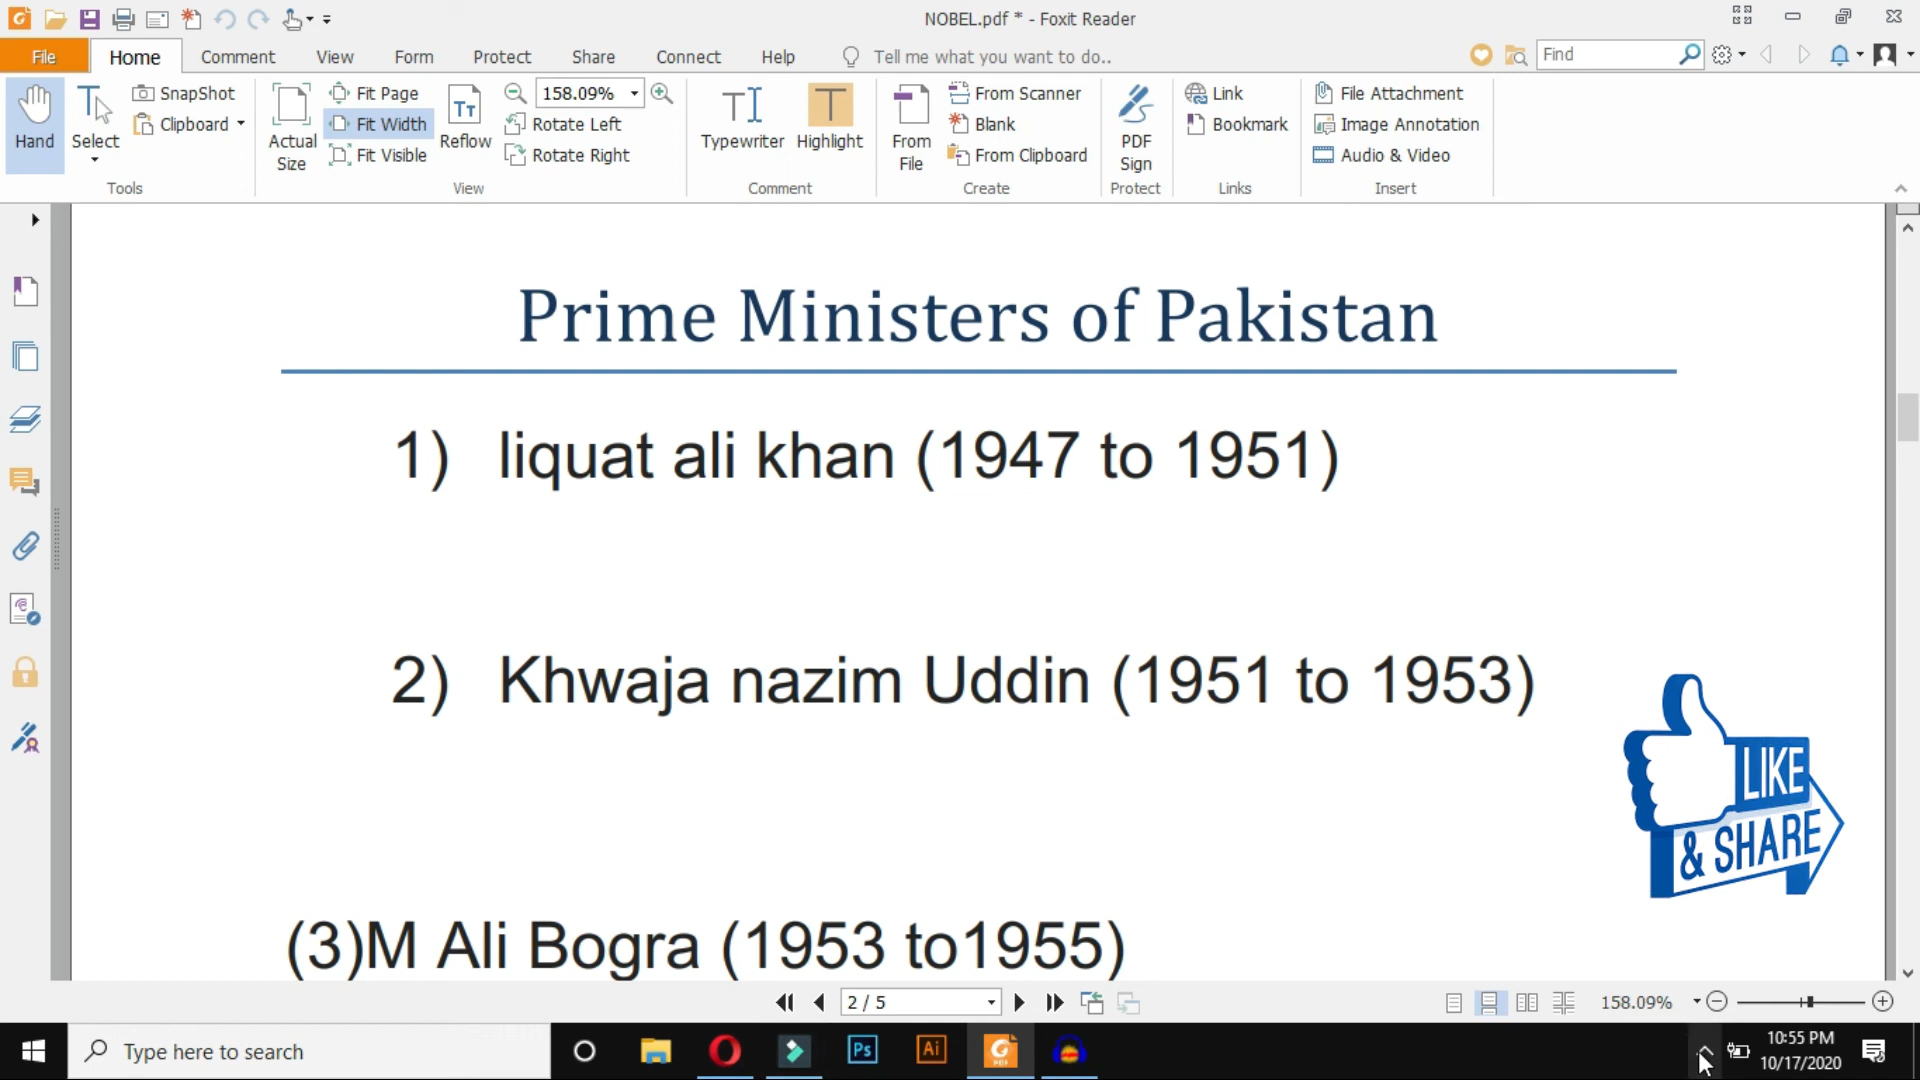 NOBEL.pdf * - Foxit Reader
File Home Comment View Form Protect Share Connect Help Tell me what you want to do.. Find
Hand
Select
SnapShot
Clipboard
Tools
Actual Size
Fit Page
Fit Width
Fit Visible
Reflow
158.09%
Rotate Left
Rotate Right
View
Typewriter
Highlight
Comment
From File
From Scanner
Blank
From Clipboard
Create
PDF Sign
Protect
Link
Bookmark
Links
File Attachment
Image Annotation
Audio & Video
Insert
Prime Ministers of Pakistan
1) liquat ali khan (1947 to 1951)
2) Khwaja nazim Uddin (1951 to 1953)
LIKE
& SHARE
(3)M Ali Bogra (1953 to1955)
2 / 5
158.09%
Type here to search
Ps
Ai
PDF
10:55 PM
10/17/2020